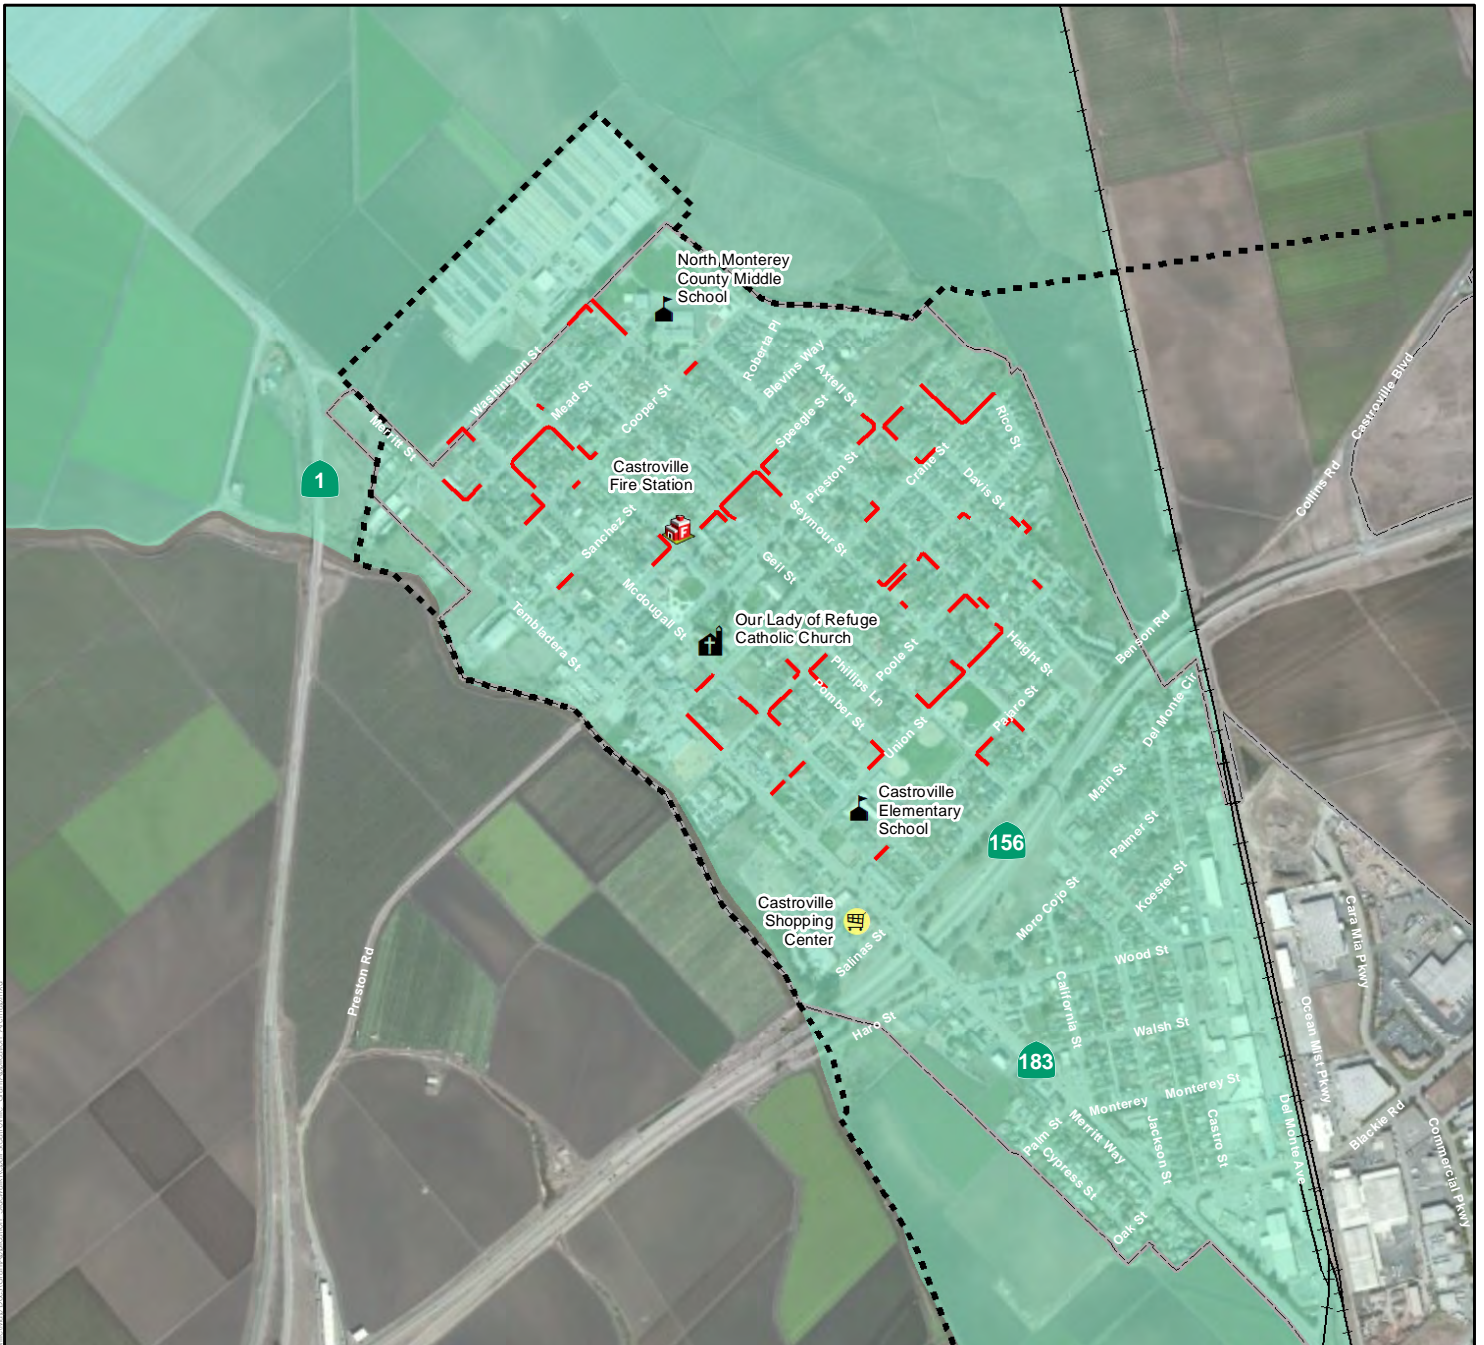 North Monterey
County Middle
School
Roberta Pl
Blevins Way
Axtell St
Washington St
Mead St
Cooper St
Speegle St
Rico St
Merritt St
Castroville Blvd
Castroville
Fire Station
Preston St
Crane St
Davis St
Collins Rd
1
Sanchez St
Seymour St
Gell St
Mcdougall St
Tembladera St
Our Lady of Refuge
Catholic Church
Benson Rd
Haight St
Poole St
Phillips Ln
Pomber St
Pajaro St
Union St
Del Monte Cir
Main St
Castroville
Elementary
School
156
Palmer St
Koester St
Castroville
Shopping
Center
Moro Cojo St
Salinas St
Wood St
Cara Mia Pkwy
Preston Rd
California St
Walsh St
Haro St
Ocean Mist Pkwy
183
Monterey St
Monterey
Palm St
Merritt Way
Jackson St
Castro St
Del Monte Ave
Blackie Rd
Commercial Pkwy
Cypress St
Oak St